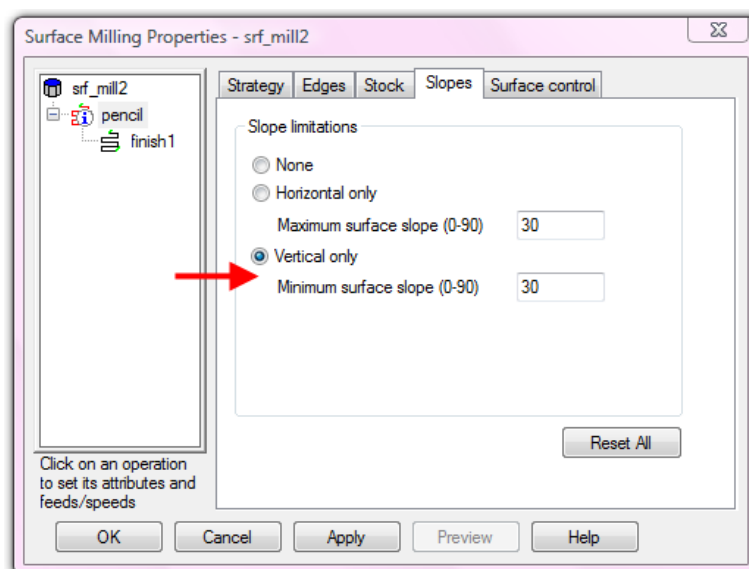 Surface Milling Properties - srf_mill2
srf_mill2
pencil
finish1
Click on an operation
to set its attributes and
feeds/speeds
Strategy Edges Stock Slopes Surface control
Slope limitations
None
Horizontal only
Maximum surface slope (0-90) 30
Vertical only
Minimum surface slope (0-90) 30
Reset All
OK Cancel Apply Preview Help